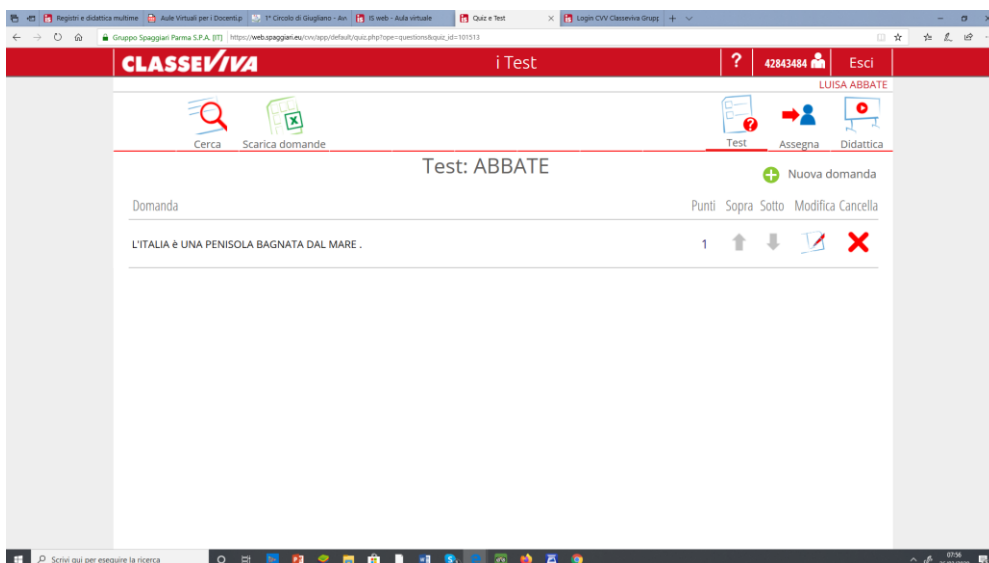 Registri e didattica multime
Aule Virtuali per i Docenti.p
1° Circolo di Giugliano - Av
IS web - Aula virtuale
Quiz e Test
Login CVV Classeviva Grupp
Gruppo Spaggiari Parma S.P.A. [IT]
https://web.spaggiari.eu/cvv/app/default/quiz.php?ope=questions&quiz_id=101513
CLASSEVIVA
i Test
?
42843484
Esci
LUISA ABBATE
Cerca
Scarica domande
Test
Assegna
Didattica
Test: ABBATE
Nuova domanda
Domanda
Punti Sopra Sotto Modifica Cancella
L'ITALIA è UNA PENISOLA BAGNATA DAL MARE .
1
Scrivi qui per eseguire la ricerca
07:56